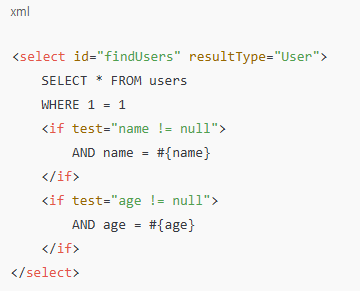 xml
<select id="findUsers" resultType="User">
    SELECT * FROM users
    WHERE 1 = 1
    <if test="name != null">
        AND name = #{name}
    </if>
    <if test="age != null">
        AND age = #{age}
    </if>
</select>